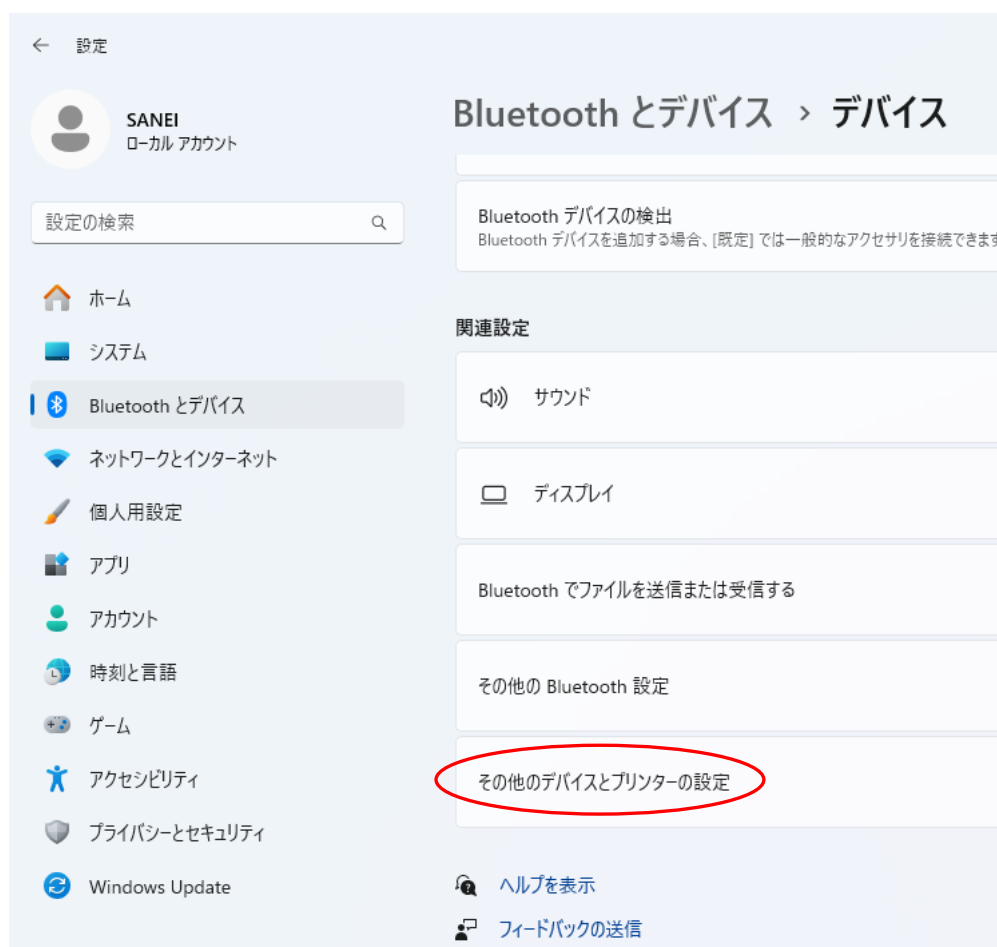 設定
SANEI
ローカル アカウント
設定の検索
ホーム
システム
Bluetooth とデバイス
ネットワークとインターネット
個人用設定
アプリ
アカウント
時刻と言語
ゲーム
アクセシビリティ
プライバシーとセキュリティ
Windows Update
Bluetooth とデバイス › デバイス
Bluetooth デバイスの検出
Bluetooth デバイスを追加する場合、[既定] では一般的なアクセサリを接続できます
関連設定
サウンド
ディスプレイ
Bluetooth でファイルを送信または受信する
その他の Bluetooth 設定
その他のデバイスとプリンターの設定
ヘルプを表示
フィードバックの送信